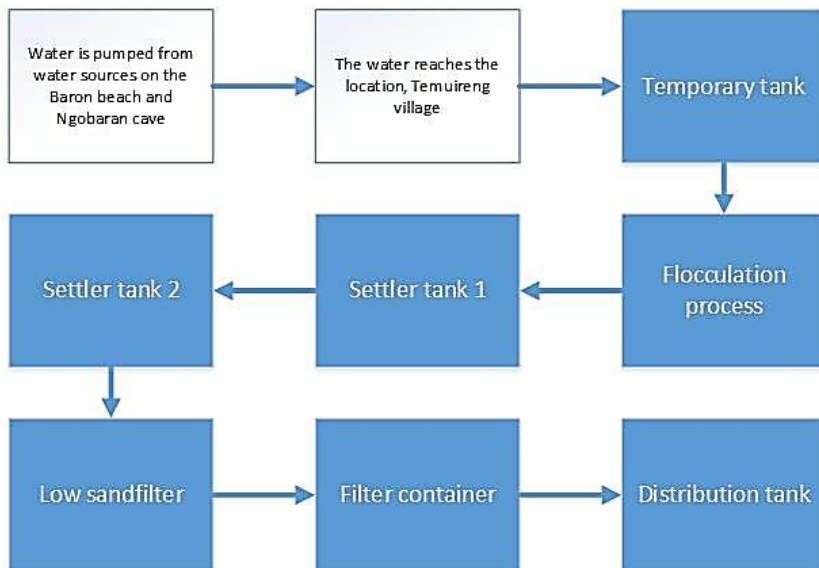 Water is pumped from
water sources on the
Baron beach and
Ngobaran cave
The water reaches the
location, Temuireng
village
Temporary tank
Flocculation
process
Settler tank 1
Settler tank 2
Low sandfilter
Filter container
Distribution tank